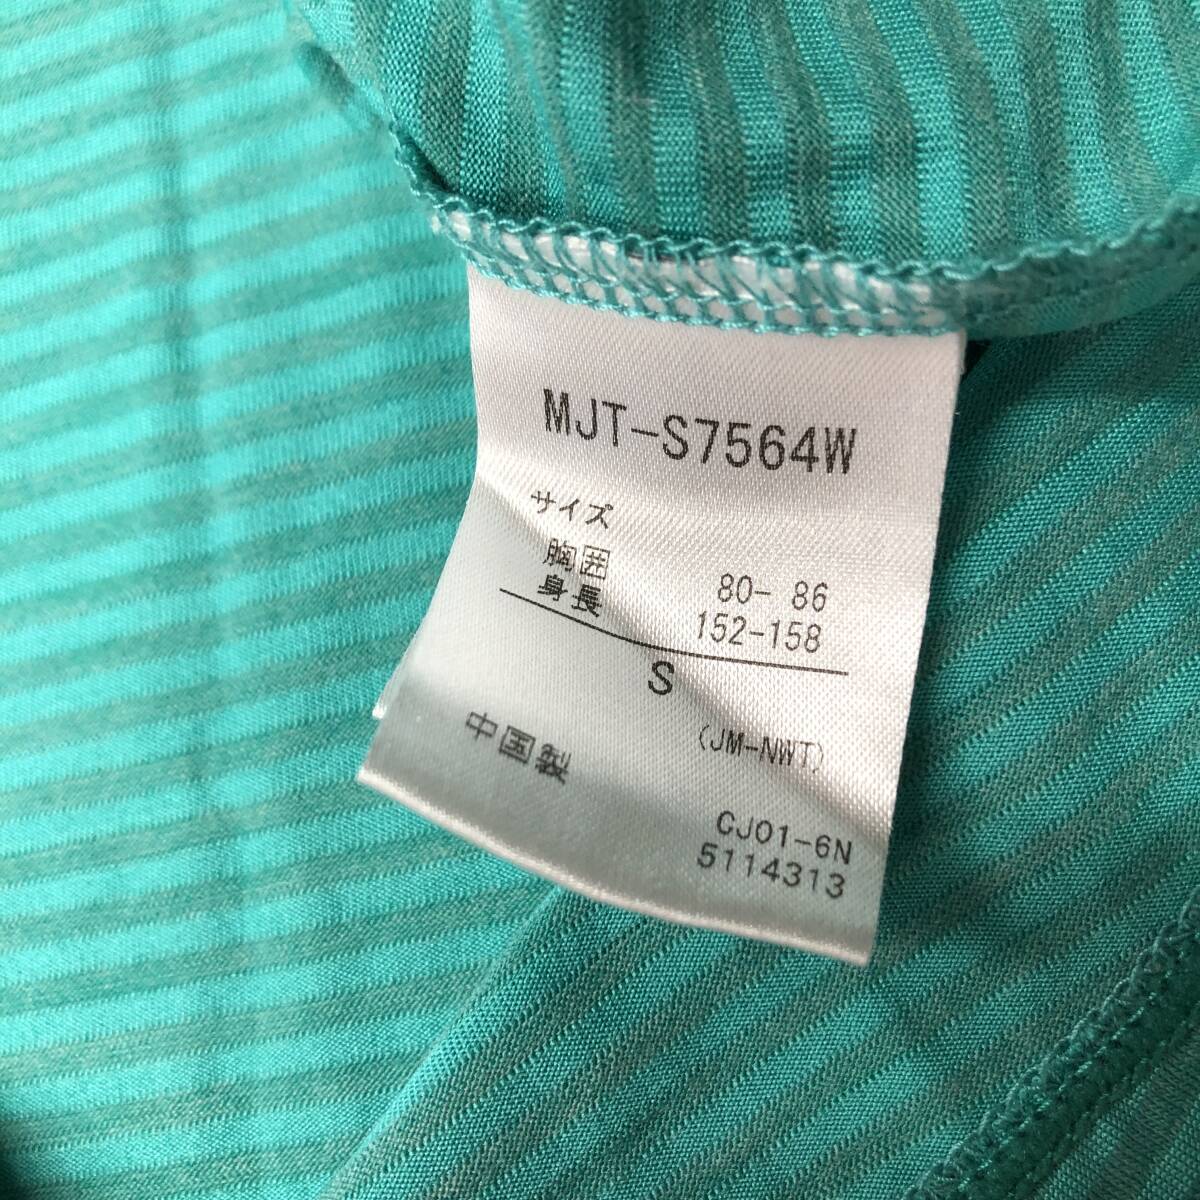 MJT-S7564W
サイズ
胸囲 80- 86
身長 152-158
S
(JM-NWT)
中国製
CJ01-6N
5114313